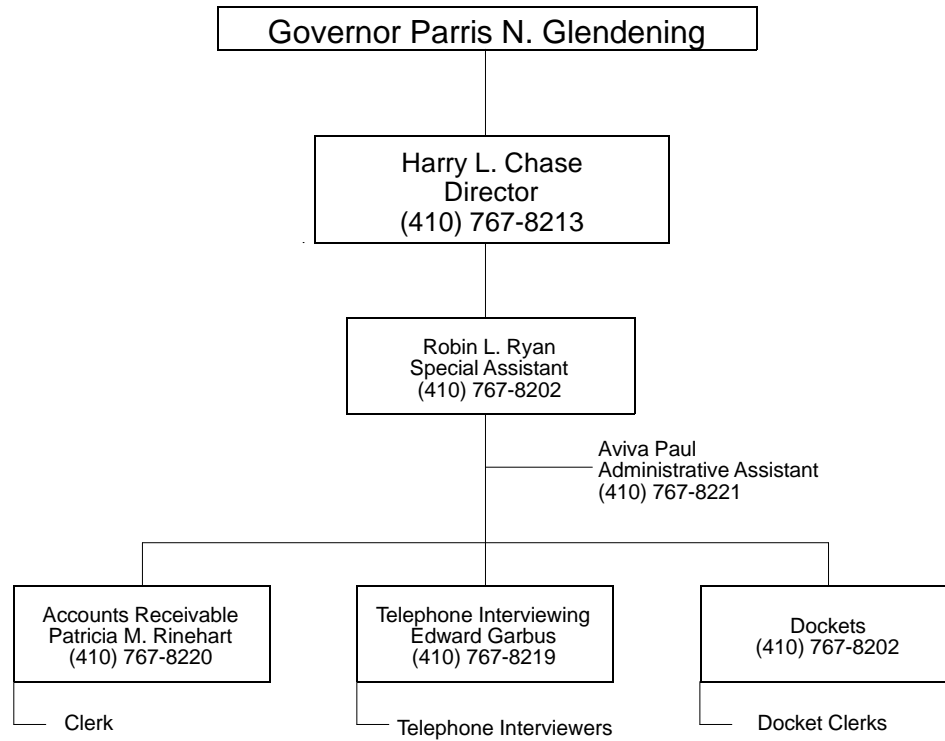 Governor Parris N. Glendening
Harry L. Chase
Director
(410) 767-8213
Robin L. Ryan
Special Assistant
(410) 767-8202
Aviva Paul
Administrative Assistant
(410) 767-8221
Accounts Receivable
Patricia M. Rinehart
(410) 767-8220
Telephone Interviewing
Edward Garbus
(410) 767-8219
Dockets
(410) 767-8202
Clerk
Telephone Interviewers
Docket Clerks